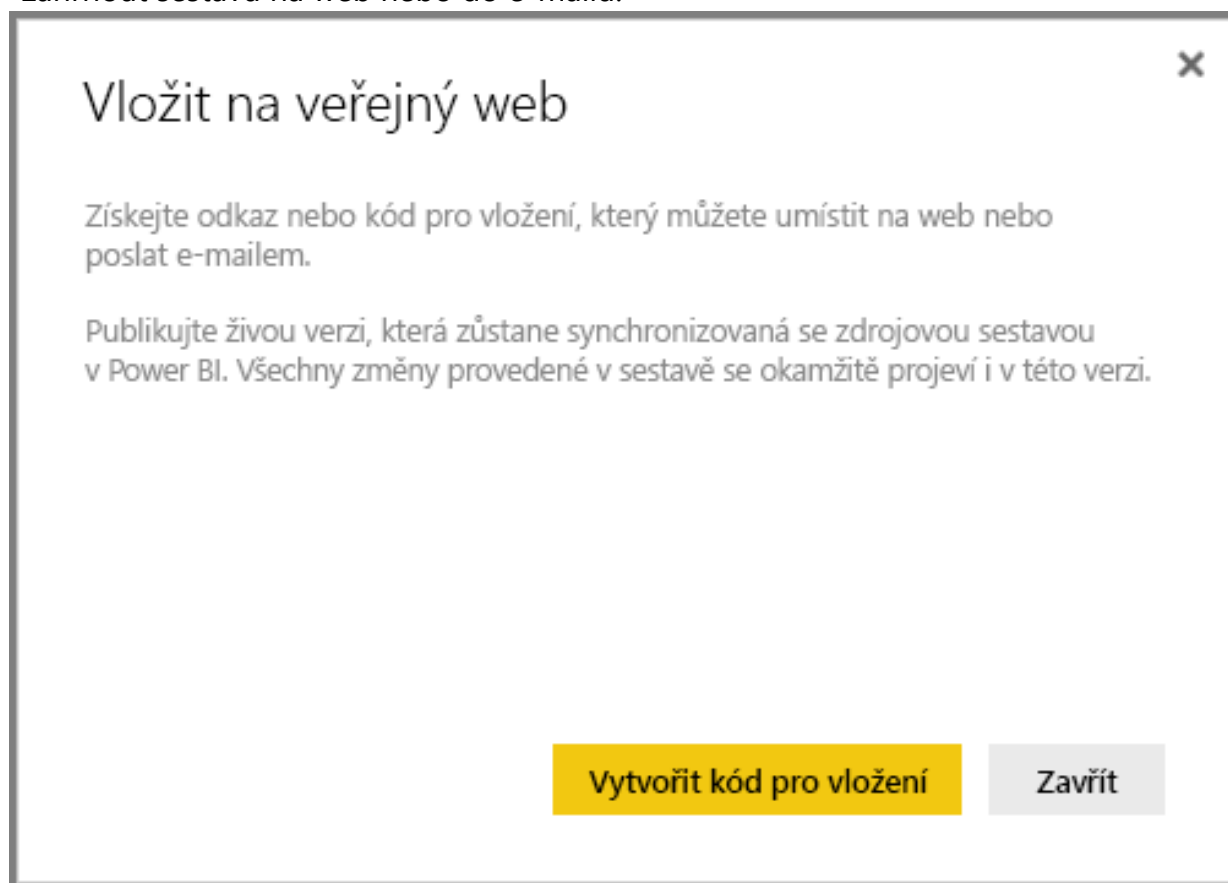 Vložit na veřejný web
Získejte odkaz nebo kód pro vložení, který můžete umístit na web nebo
poslat e-mailem.
Publikujte živou verzi, která zůstane synchronizovaná se zdrojovou sestavou
v Power BI. Všechny změny provedené v sestavě se okamžitě projeví i v této verzi.
Vytvořit kód pro vložení
Zavřít